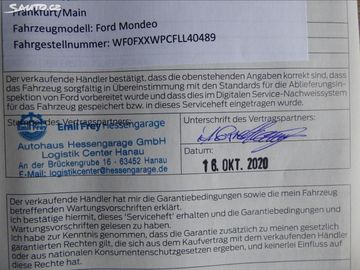 sauto.cz
Frankfurt/Main
Fahrzeugmodell: Ford Mondeo
Fahrgestellnummer: WF0FXXWPCFLL40489
Der verkaufende Händler bestätigt, dass die obenstehenden Angaben korrekt sind, dass
das Fahrzeug sorgfältig in Übereinstimmung mit den Standards für die Ablieferungsin-
spektion von Ford vorbereitet wurde und dass dies im Digitalen Service-Nachweissystem
für das Fahrzeug gespeichert bzw. in dieses Serviceheft eingetragen wurde.
Stempel des Vertragspartners:
Unterschrift des Vertragspartners:
Emil Frey Hessengarage
Autohaus Hessengarage GmbH
Logistik Center Hanau
An der Brückengrube 16 - 63452 Hanau
E-Mail: logistikcenter@hessengarage.de
Datum:
16. OKT. 2020
Der verkaufende Händler hat mir die Garantiebedingungen sowie die mein Fahrzeug
betreffenden Wartungsvorschriften erklärt.
Ich bestätige hiermit, dieses 'Serviceheft' erhalten und die Garantiebedingungen und
Wartungsvorschriften gelesen zu haben.
Ich habe zur Kenntnis genommen, dass die Garantie zusätzlich zu meinen gesetzlich
garantierten Rechten gilt, die sich aus dem Kaufvertrag mit dem verkaufenden Händler
oder aus nationalen Konsumentenschutzgesetzen ergeben, und keinerlei Einfluss auf
diese Rechte hat.